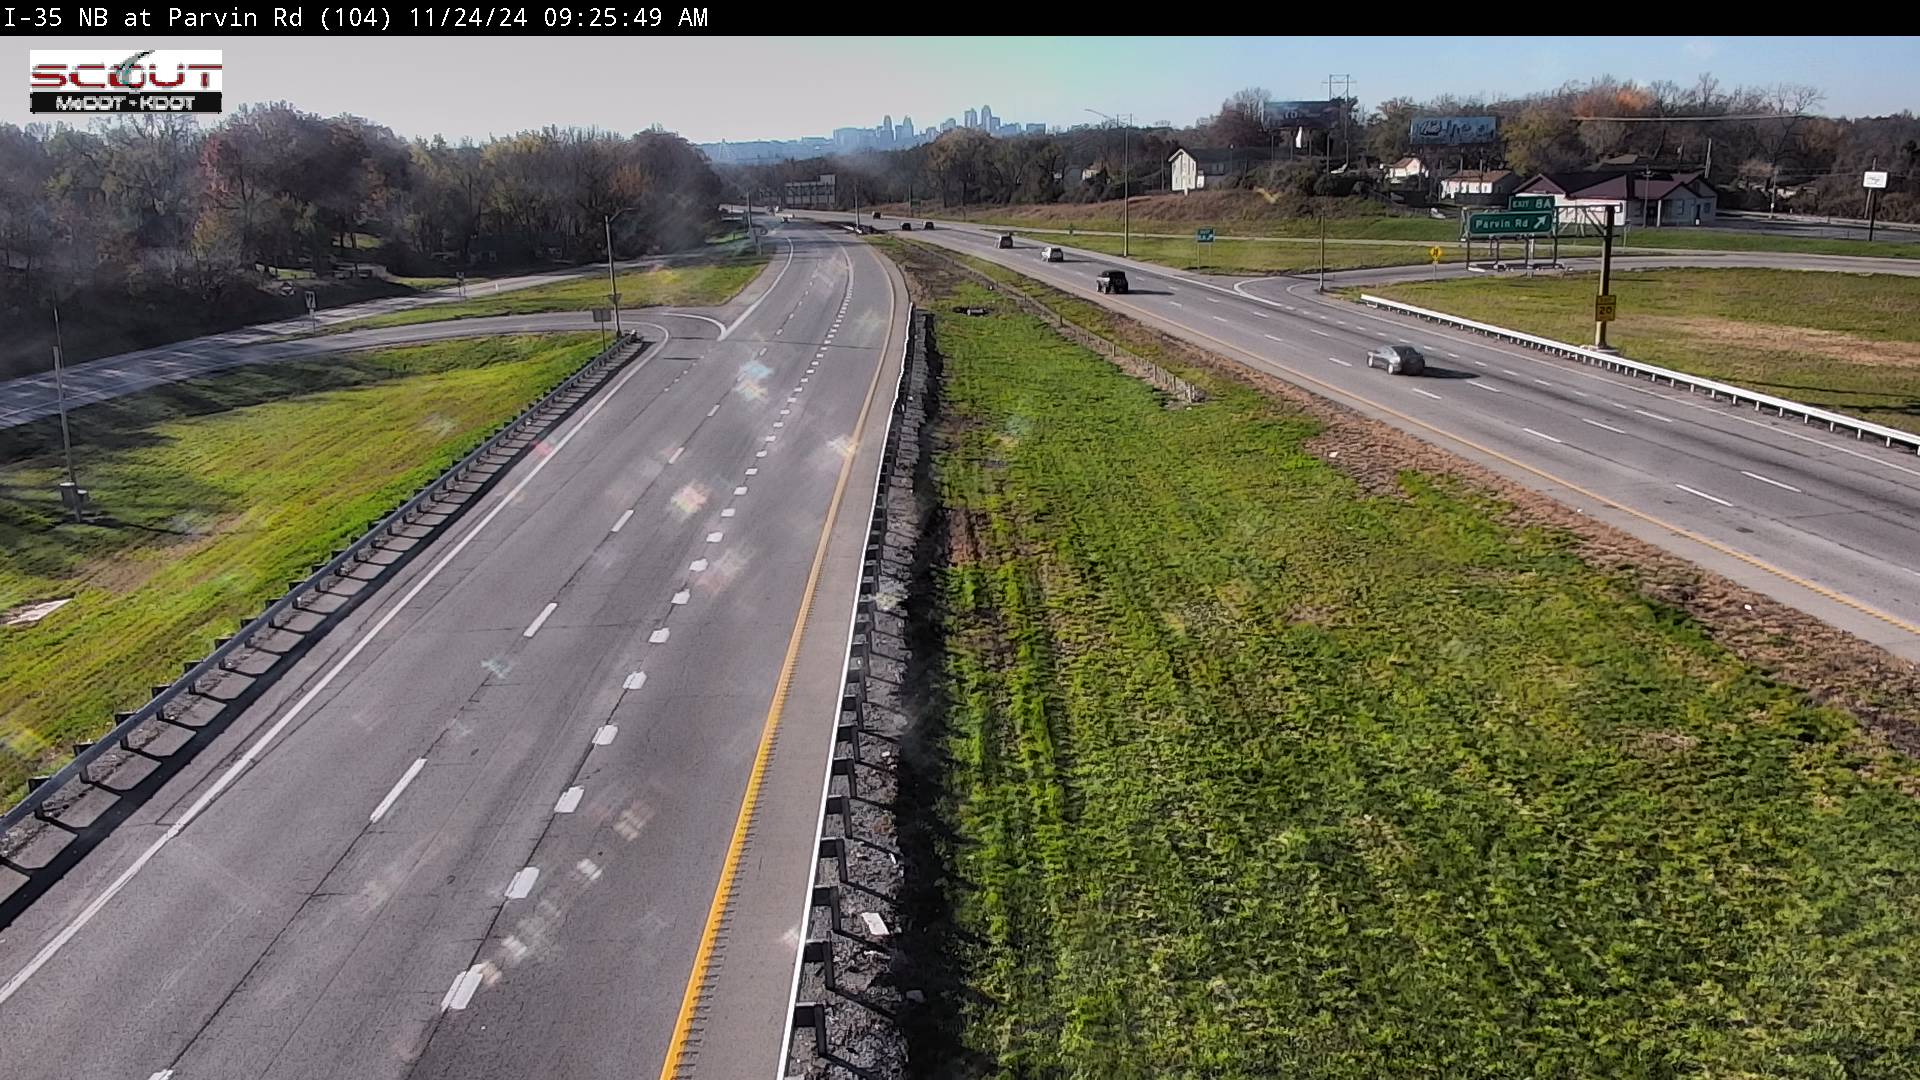 I-35 NB at Parvin Rd (104) 11/24/24 09:25:49 AM
SCOUT
MoDOT - KDOT
EXIT 8A
Parvin Rd
20